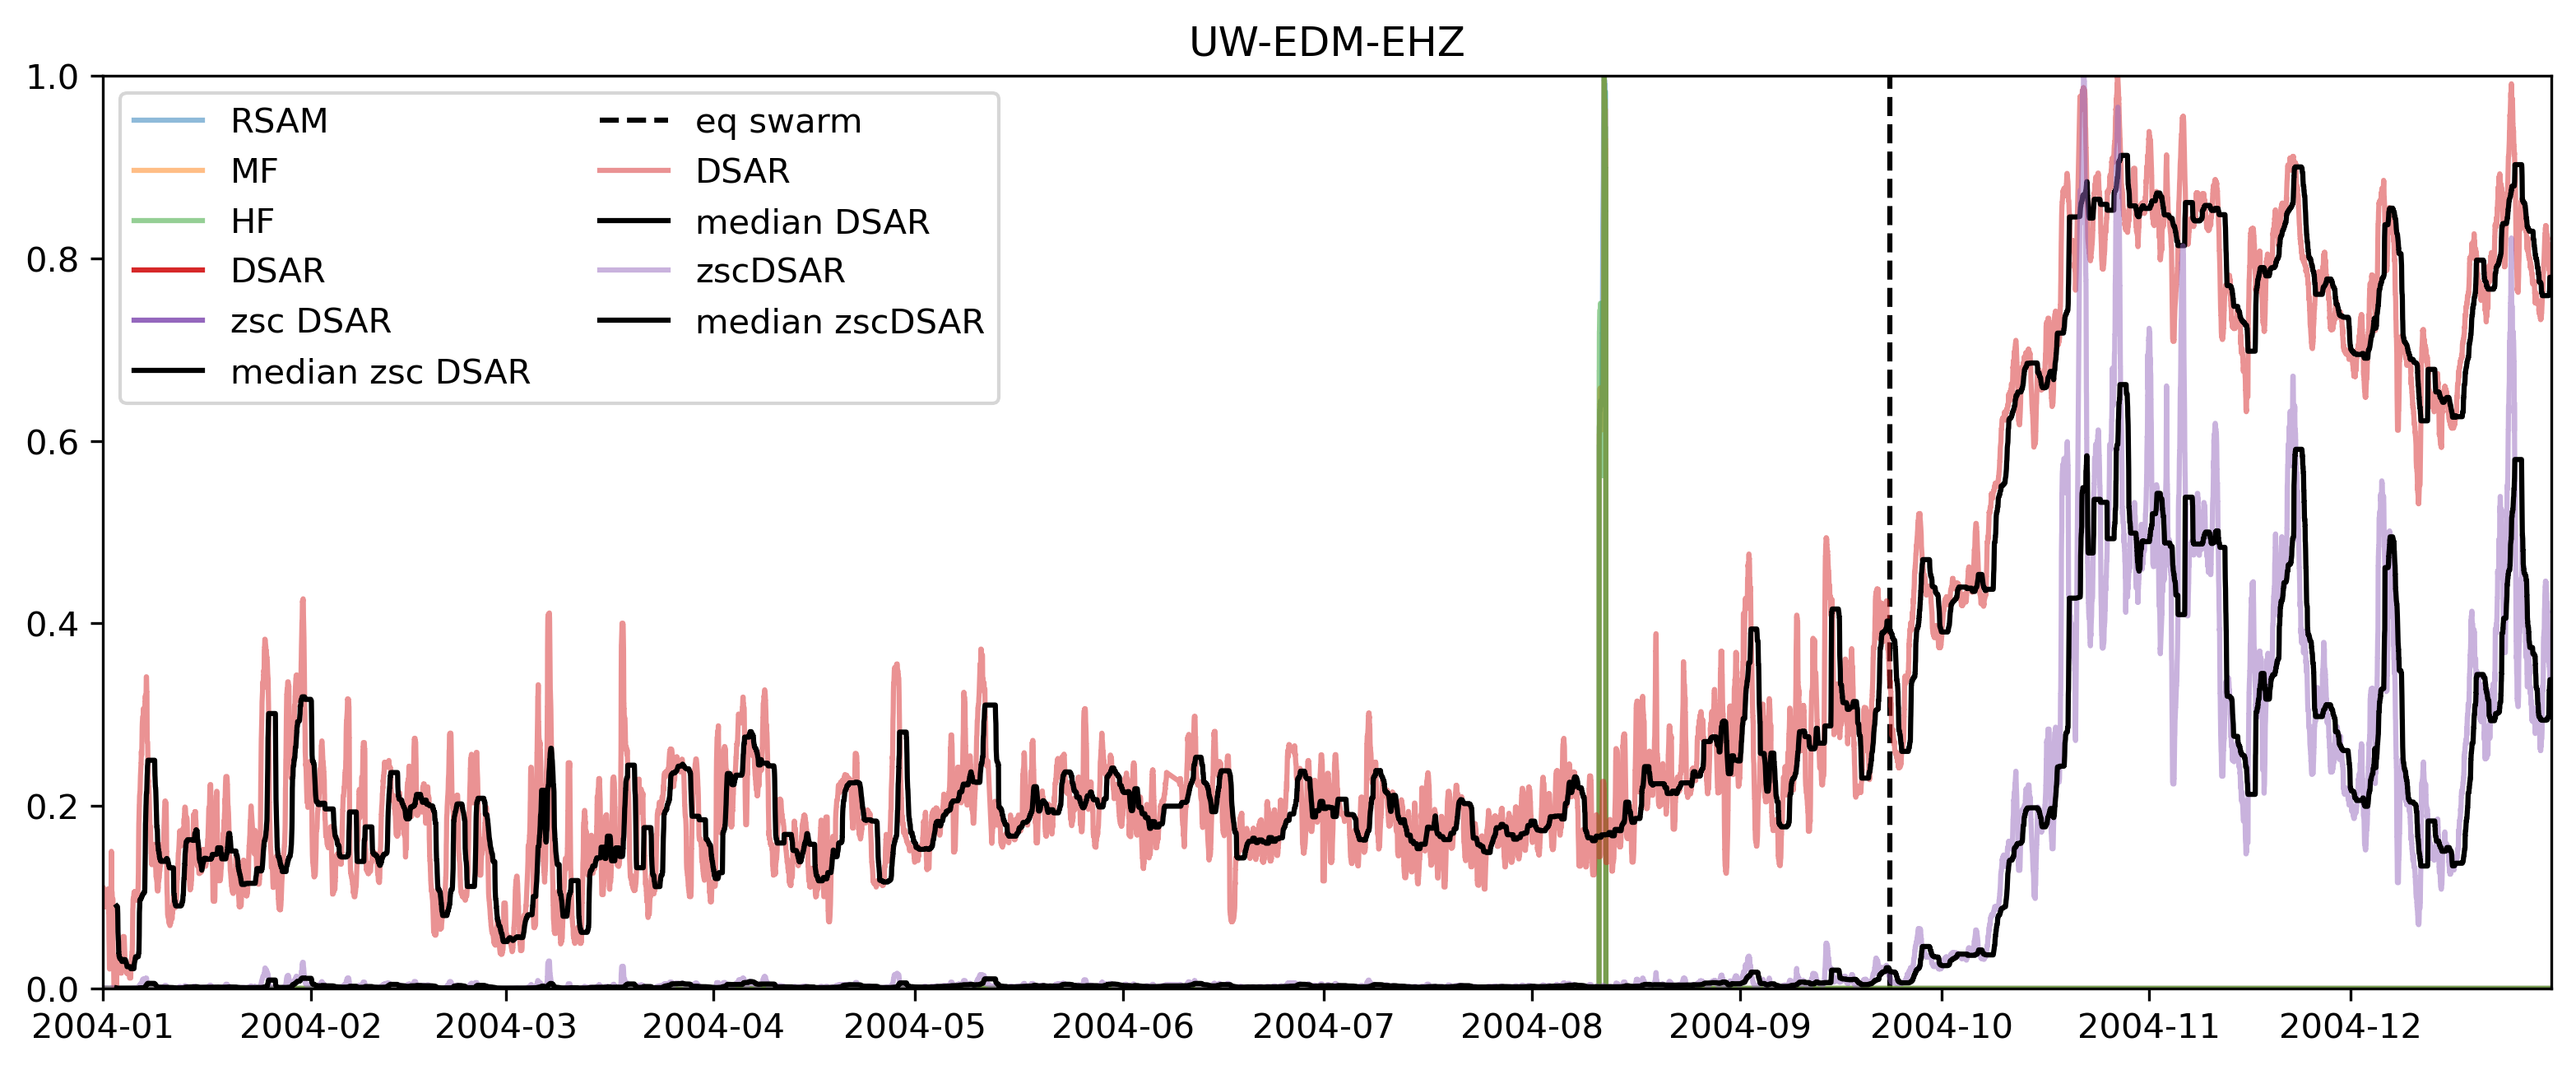 UW-EDM-EHZ
1.0
0.8
0.6
0.4
0.2
0.0
RSAM
MF
HF
DSAR
zsc DSAR
median zsc DSAR
eq swarm
DSAR
median DSAR
zscDSAR
median zscDSAR
2004-01 2004-02 2004-03 2004-04 2004-05 2004-06 2004-07 2004-08 2004-09 2004-10 2004-11 2004-12